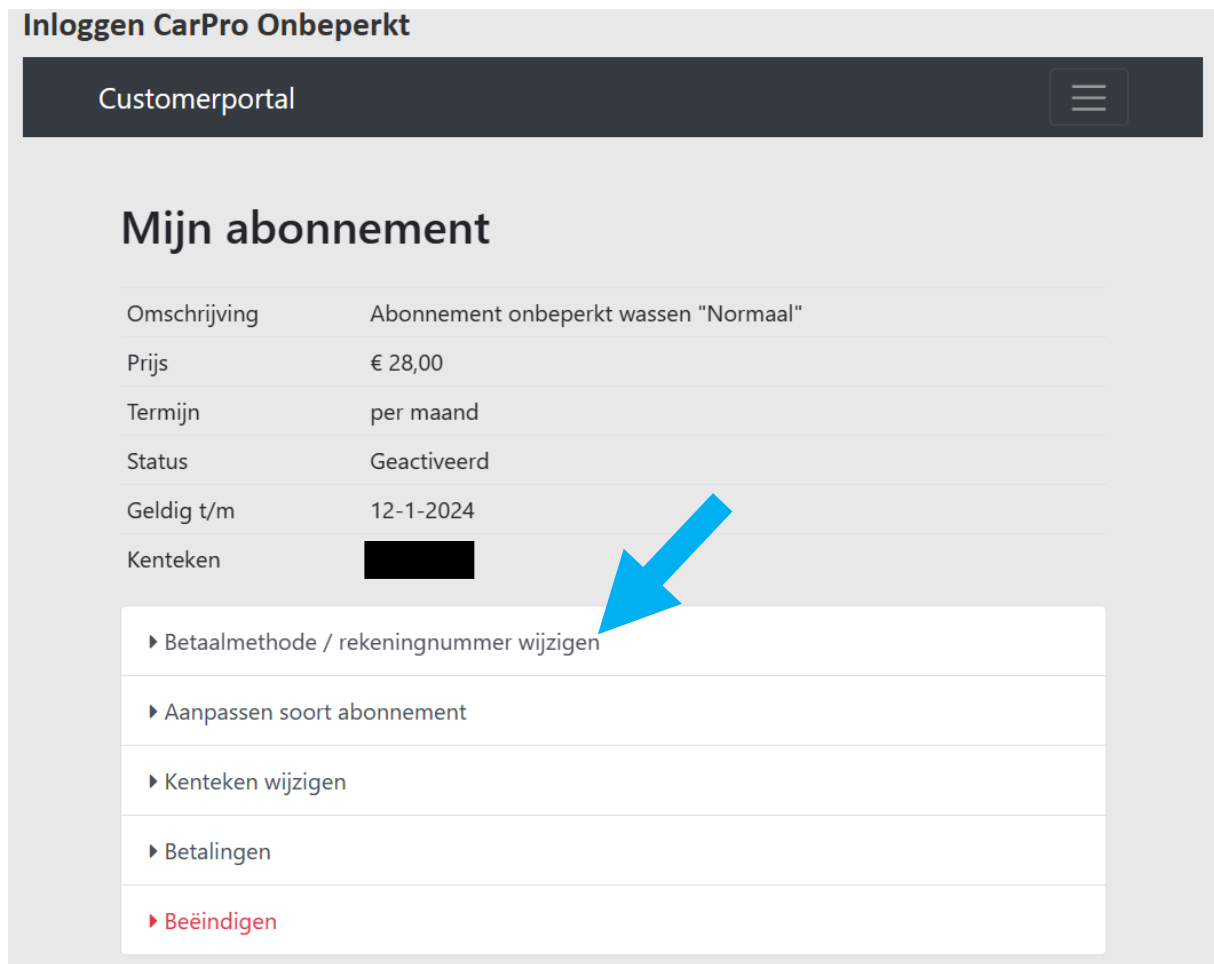 Inloggen CarPro Onbeperkt
Customerportal
Mijn abonnement
Omschrijving Abonnement onbeperkt wassen "Normaal"
Prijs € 28,00
Termijn per maand
Status Geactiveerd
Geldig t/m 12-1-2024
Kenteken
Betaalmethode / rekeningnummer wijzigen
Aanpassen soort abonnement
Kenteken wijzigen
Betalingen
Beëindigen